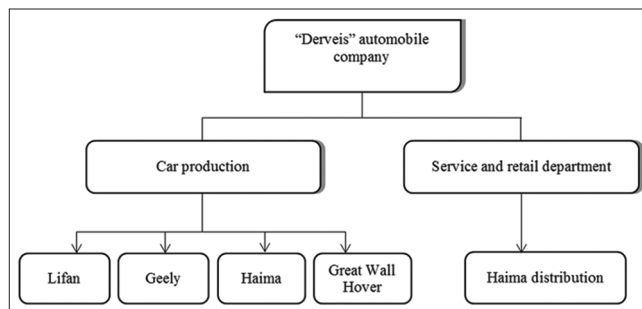 “Derveis” automobile
company
Car production
Service and retail department
Lifan
Geely
Haima
Great Wall
Hover
Haima distribution